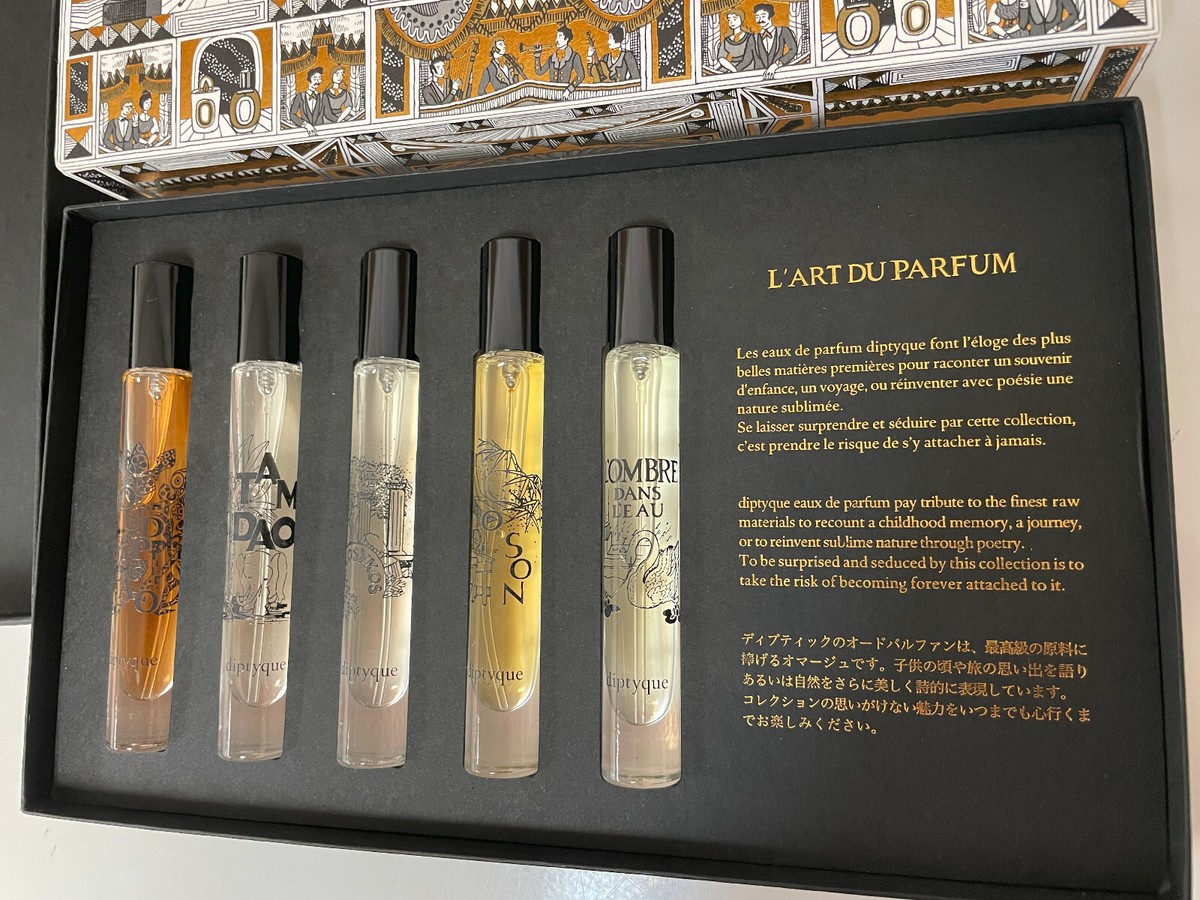 TAM
DAO
diptyque
diptyque
OSYKOS
diptyque
SON
diptyque
L'OMBRE
DANS
L'EAU
diptyque
L'ART DU PARFUM
Les eaux de parfum diptyque font l'éloge des plus
belles matières premières pour raconter un souvenir
d'enfance, un voyage, ou réinventer avec poésie une
nature sublimée.
Se laisser surprendre et séduire par cette collection,
c'est prendre le risque de s'y attacher à jamais.
diptyque eaux de parfum pay tribute to the finest raw
materials to recount a childhood memory, a journey,
or to reinvent sublime nature through poetry.
To be surprised and seduced by this collection is to
take the risk of becoming forever attached to it.
ディプティックのオードパルファンは、最高級の原料に
捧げるオマージュです。子供の頃や旅の思い出を語り
あるいは自然をさらに美しく詩的に表現しています。
コレクションの思いがけない魅力をいつまでも心行くま
でお楽しみください。